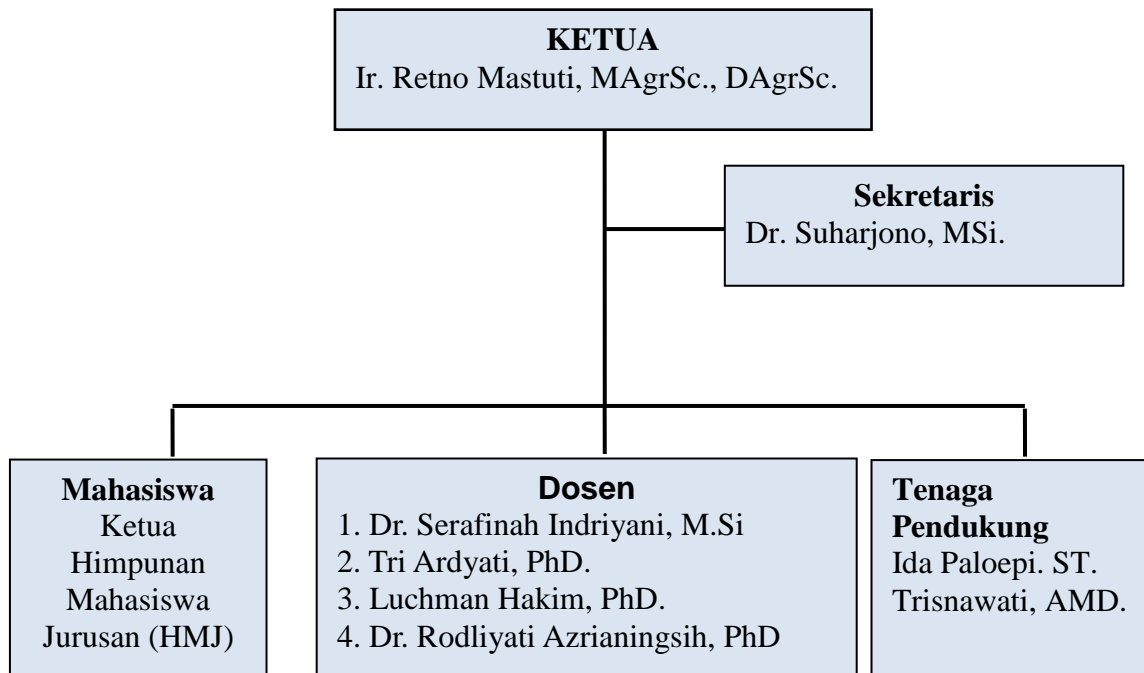 KETUA
Ir. Retno Mastuti, MAgrSc., DAgrSc.
Sekretaris
Dr. Suharjono, MSi.
Mahasiswa
Ketua
Himpunan
Mahasiswa
Jurusan (HMJ)
Dosen
1. Dr. Serafinah Indriyani, M.Si
2. Tri Ardyati, PhD.
3. Luchman Hakim, PhD.
4. Dr. Rodliyati Azrianingsih, PhD
Tenaga
Pendukung
Ida Paloepi. ST.
Trisnawati, AMD.